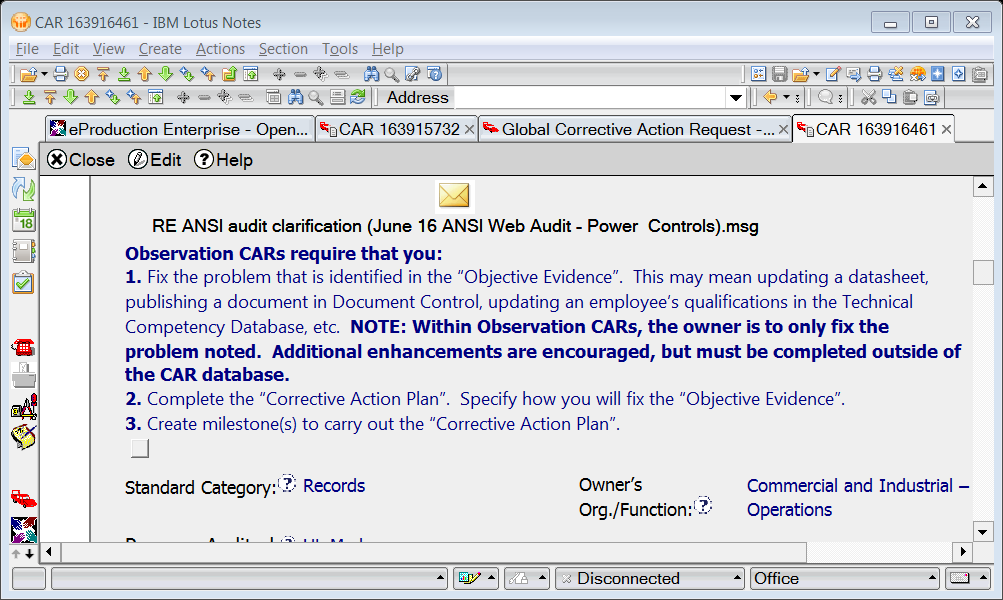 CAR 163916461 - IBM Lotus Notes
File Edit View Create Actions Section Tools Help
Address
eProduction Enterprise - Open... CAR 163915732 Global Corrective Action Request -... CAR 163916461
Close Edit Help
18
RE ANSI audit clarification (June 16 ANSI Web Audit - Power Controls).msg
Observation CARs require that you:
1. Fix the problem that is identified in the “Objective Evidence”. This may mean updating a datasheet,
publishing a document in Document Control, updating an employee’s qualifications in the Technical
Competency Database, etc. NOTE: Within Observation CARs, the owner is to only fix the
problem noted. Additional enhancements are encouraged, but must be completed outside of
the CAR database.
2. Complete the “Corrective Action Plan”. Specify how you will fix the “Objective Evidence”.
3. Create milestone(s) to carry out the “Corrective Action Plan”.
Standard Category: ? Records
Owner’s
Org./Function: ?
Commercial and Industrial –
Operations
Disconnected Office